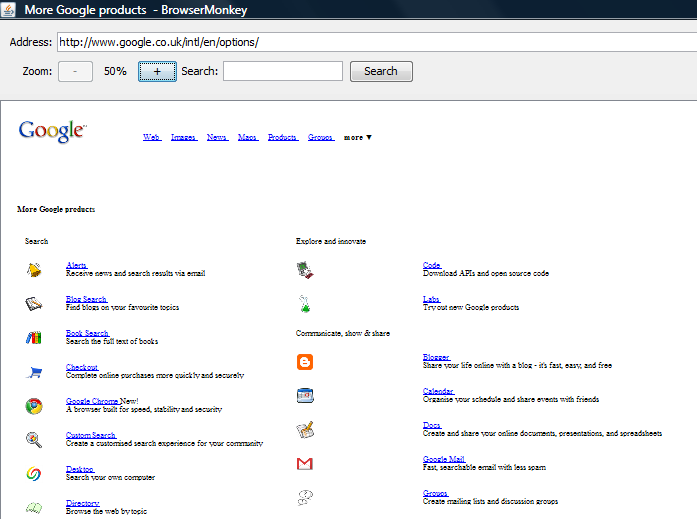 More Google products - BrowserMonkey
Address: http://www.google.co.uk/intl/en/options/
Zoom: - 50% + Search: Search
Google™ Web Images News Maps Products Groups more ▼
More Google products
Search
Alerts
Receive news and search results via email
Blog Search
Find blogs on your favourite topics
Book Search
Search the full text of books
Checkout
Complete online purchases more quickly and securely
Google Chrome New!
A browser built for speed, stability and security
Custom Search
Create a customised search experience for your community
Desktop
Search your own computer
Directory
Browse the web by topic
Explore and innovate
Code
Download APIs and open source code
Labs
Try out new Google products
Communicate, show & share
Blogger
Share your life online with a blog - it's fast, easy, and free
Calendar
Organise your schedule and share events with friends
Docs
Create and share your online documents, presentations, and spreadsheets
Google Mail
Fast, searchable email with less spam
Groups
Create mailing lists and discussion groups